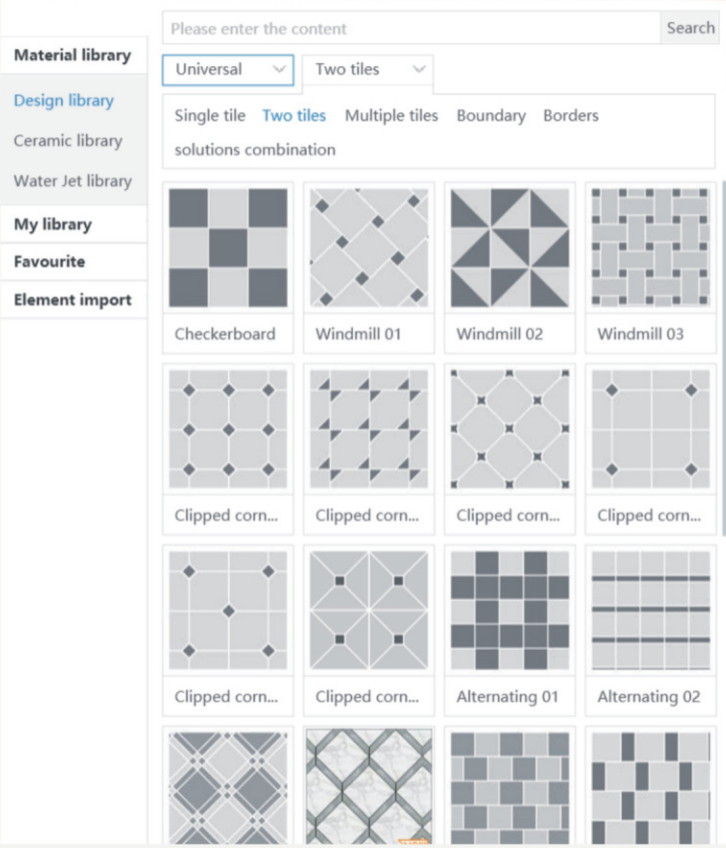 Please enter the content
Search
Material library
Design library
Ceramic library
Water Jet library
My library
Favourite
Element import
Universal
Two tiles
Single tile Two tiles Multiple tiles Boundary Borders
solutions combination
Checkerboard
Windmill 01
Windmill 02
Windmill 03
Clipped corn...
Clipped corn...
Clipped corn...
Clipped corn...
Clipped corn...
Clipped corn...
Alternating 01
Alternating 02